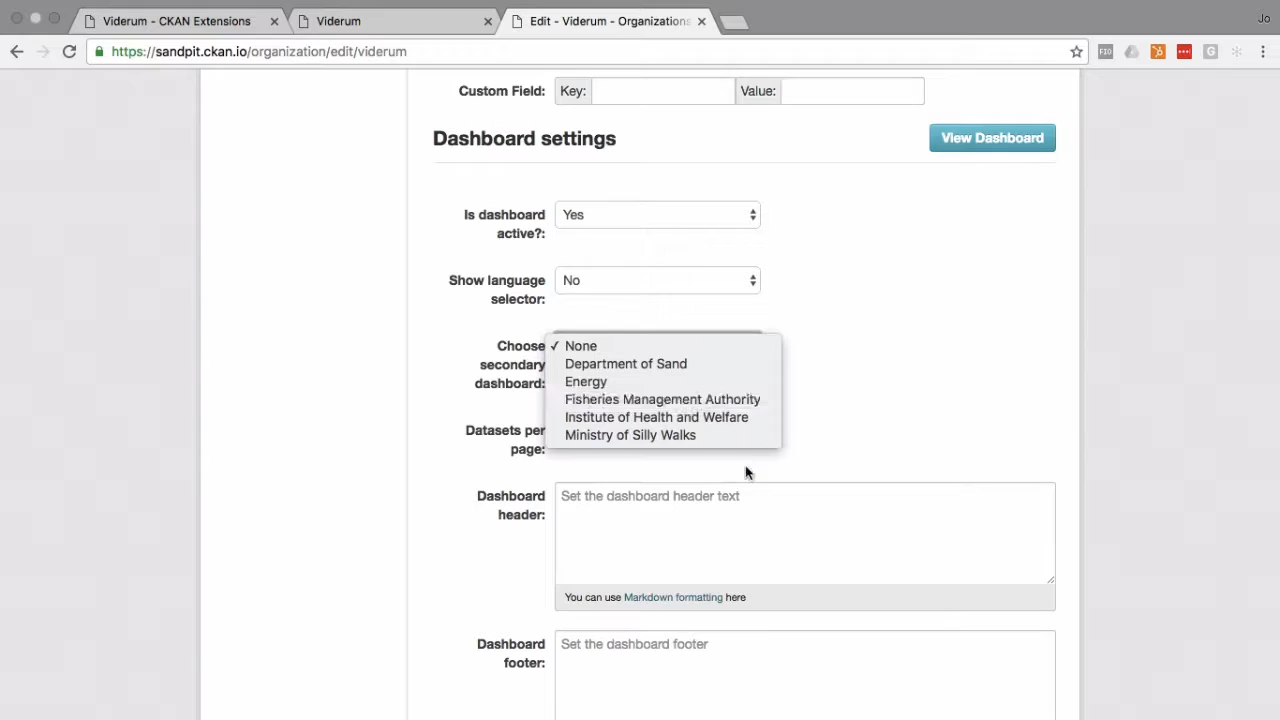 Viderum - CKAN Extensions
Viderum
Edit - Viderum - Organizations
Jo
https://sandpit.ckan.io/organization/edit/viderum
FIO
G
Custom Field:
Key:
Value:
Dashboard settings
View Dashboard
Is dashboard
active?:
Yes
Show language
selector:
No
Choose
secondary
dashboard:
✓ None
Department of Sand
Energy
Fisheries Management Authority
Institute of Health and Welfare
Ministry of Silly Walks
Datasets per
page:
Dashboard
header:
Set the dashboard header text
You can use Markdown formatting here
Dashboard
footer:
Set the dashboard footer